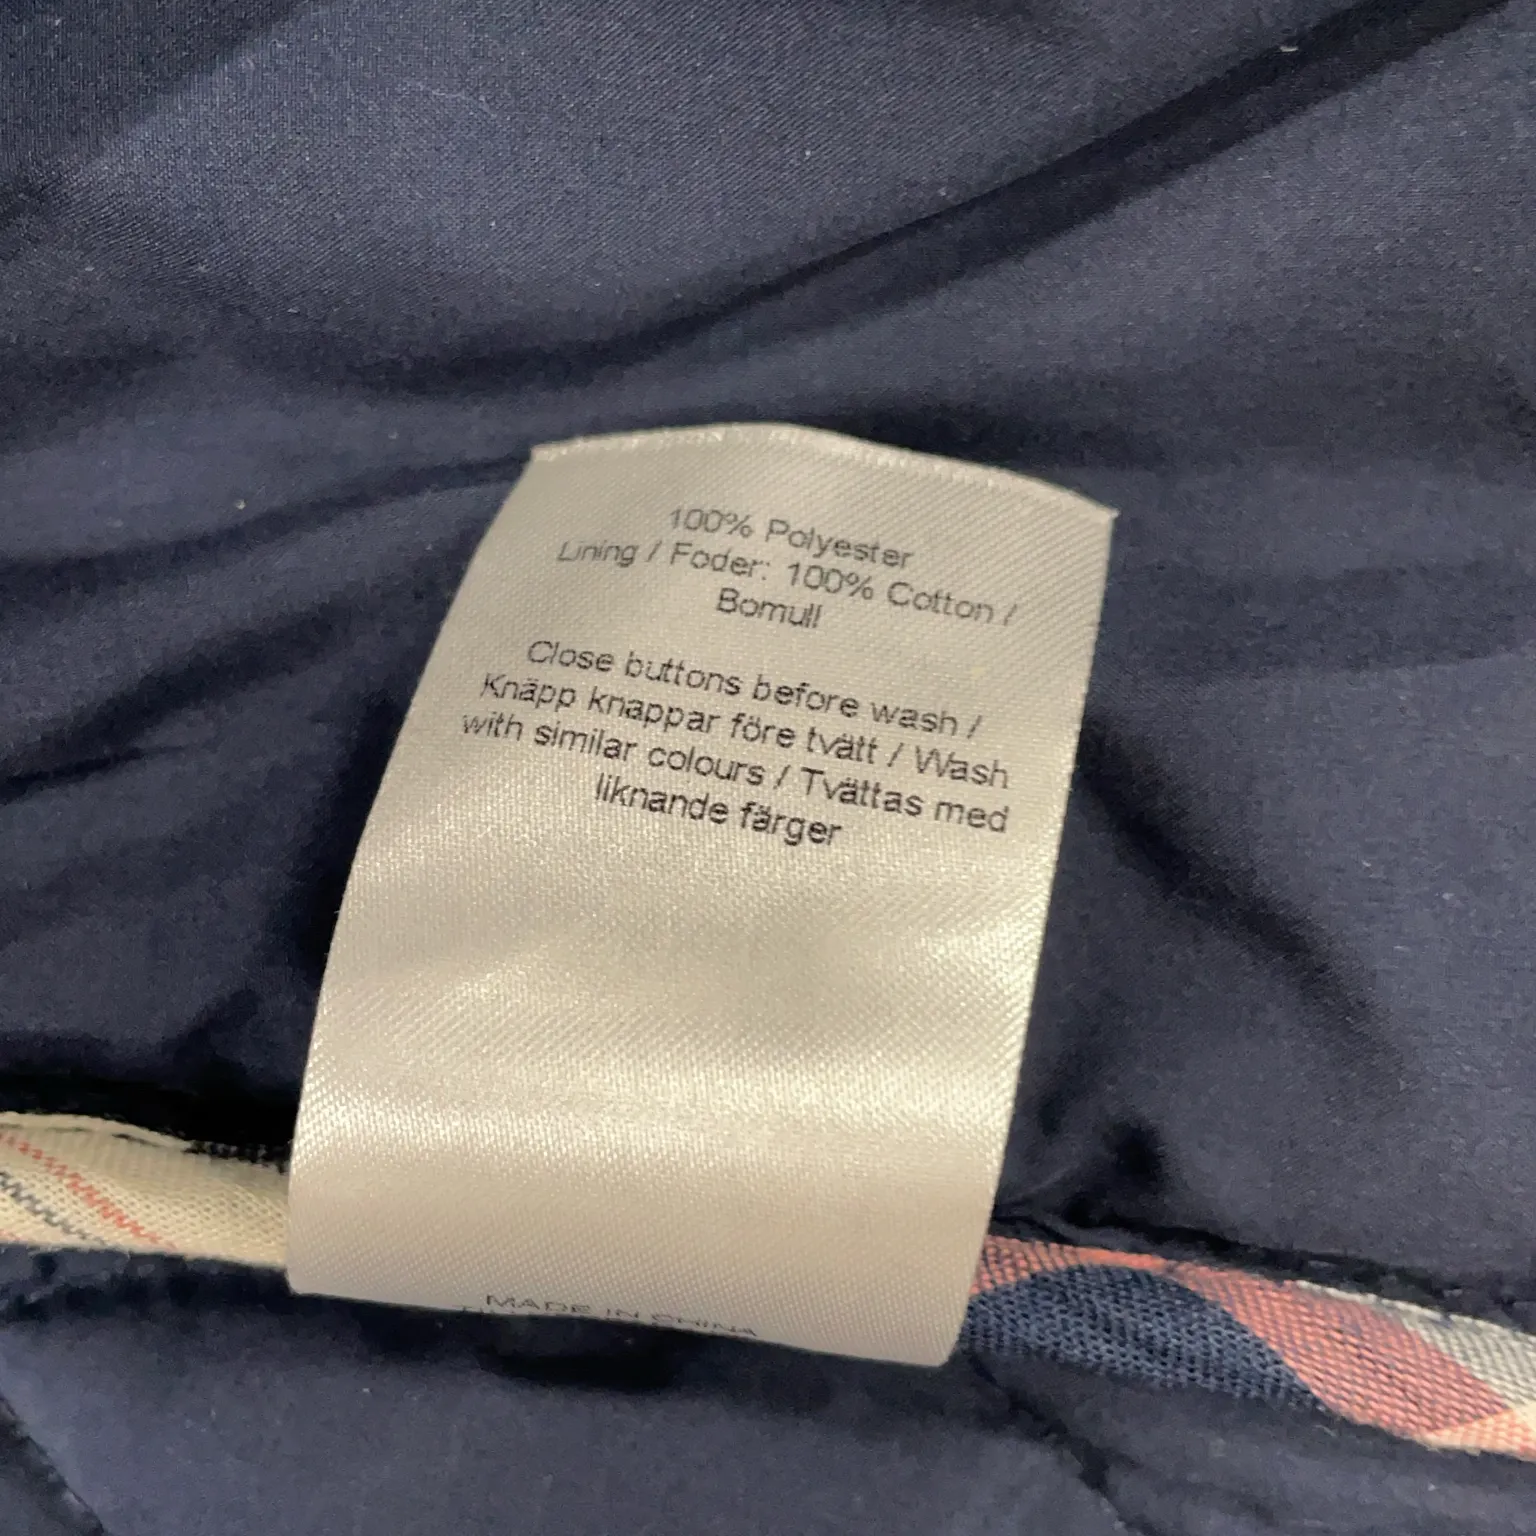 100% Polyester
Lining / Foder: 100% Cotton /
Bomull
Close buttons before wash /
Knäpp knappar före tvätt / Wash
with similar colours / Tvättas med
liknande färger
MADE IN CHINA